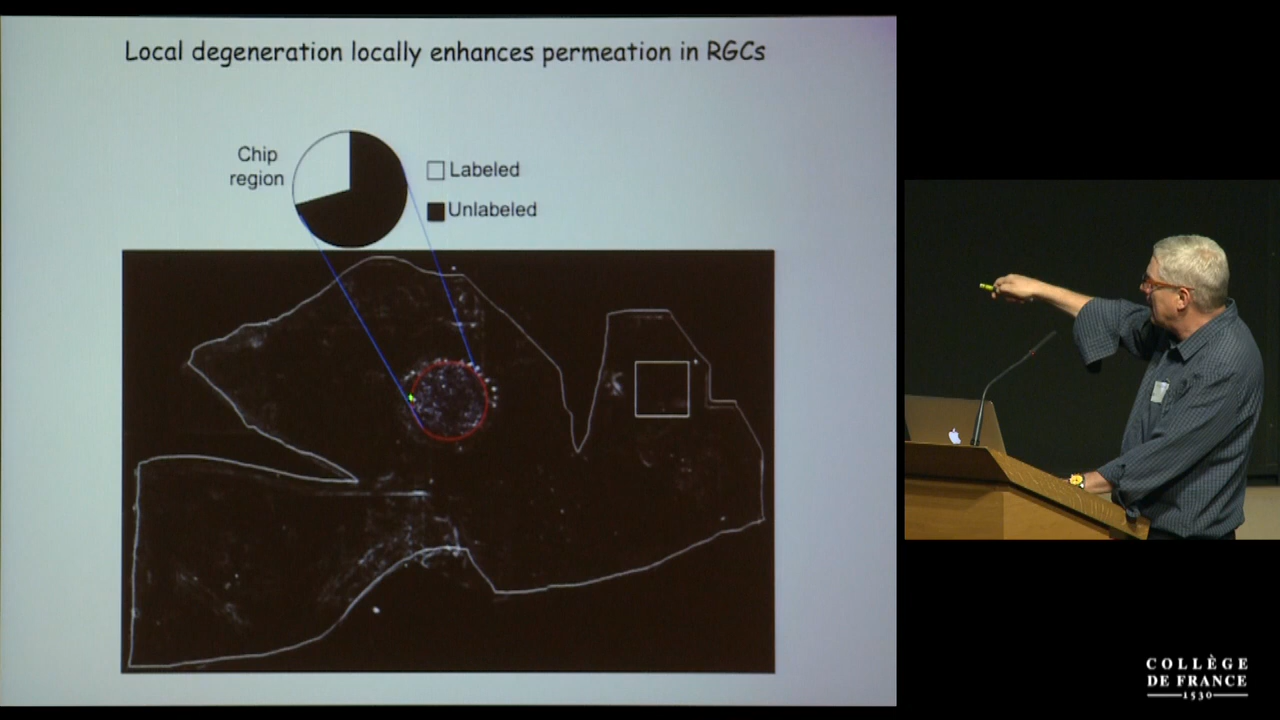 Local degeneration locally enhances permeation in RGCs
Chip
region
Labeled
Unlabeled
COLLÈGE
DE FRANCE
1530